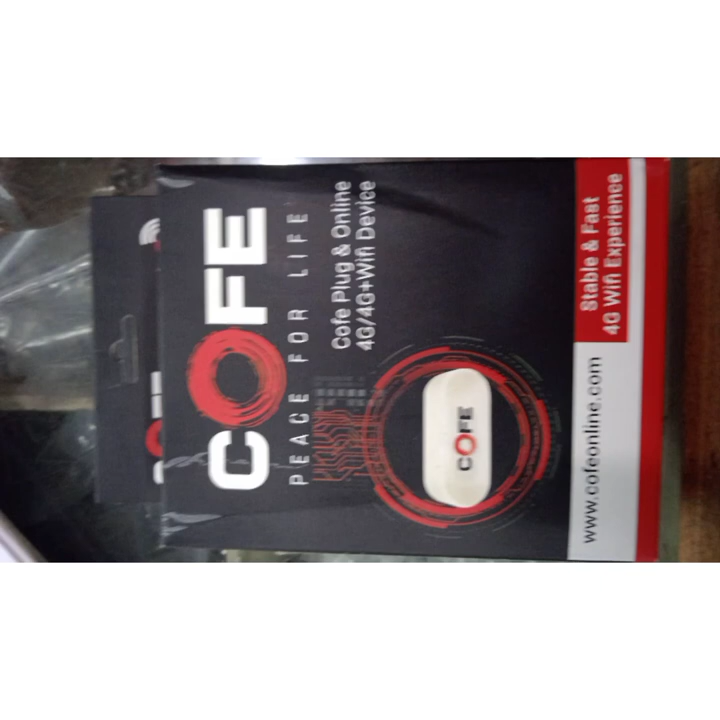 COFE
PEACE FOR LIFE
Cofe Plug & Online
4G/4G+Wifi Device
COFE
www.cofeonline.com
Stable & Fast
4G Wifi Experience